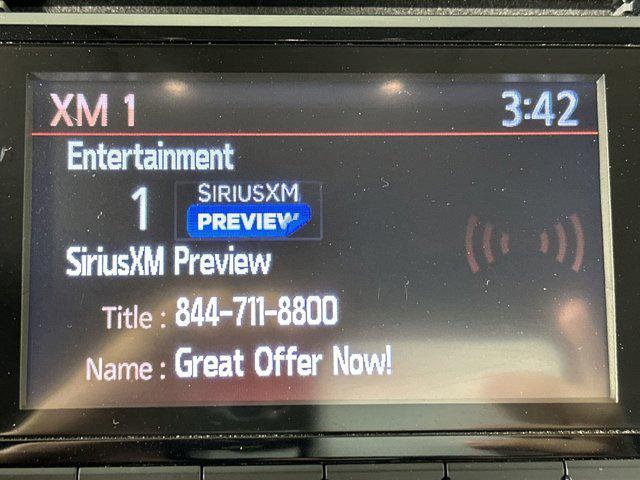 XM 1 3:42
Entertainment
1 SIRIUSXM
PREVIEW
SiriusXM Preview
Title : 844-711-8800
Name : Great Offer Now!